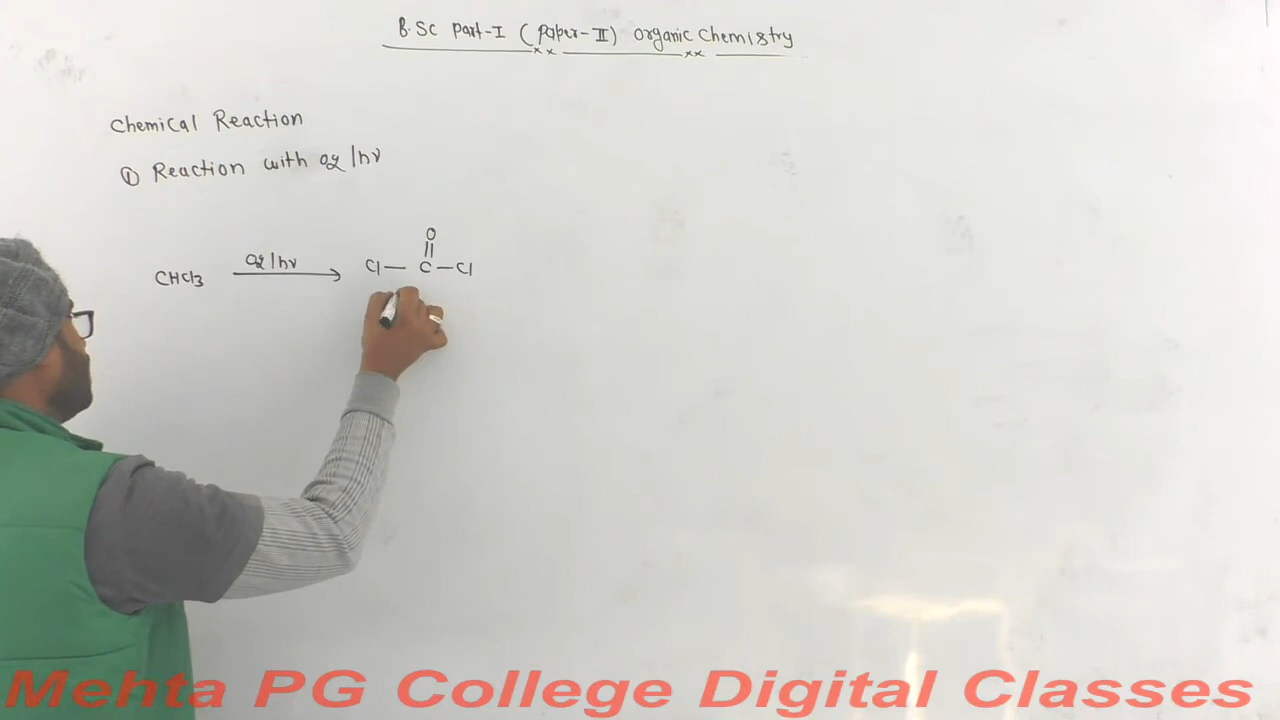 B.Sc Part-I (Paper-II) Organic Chemistry
Chemical Reaction
① Reaction with O2/hν
CHCl3 O2/hν Cl—C—Cl
O
Mehta PG College Digital Classes